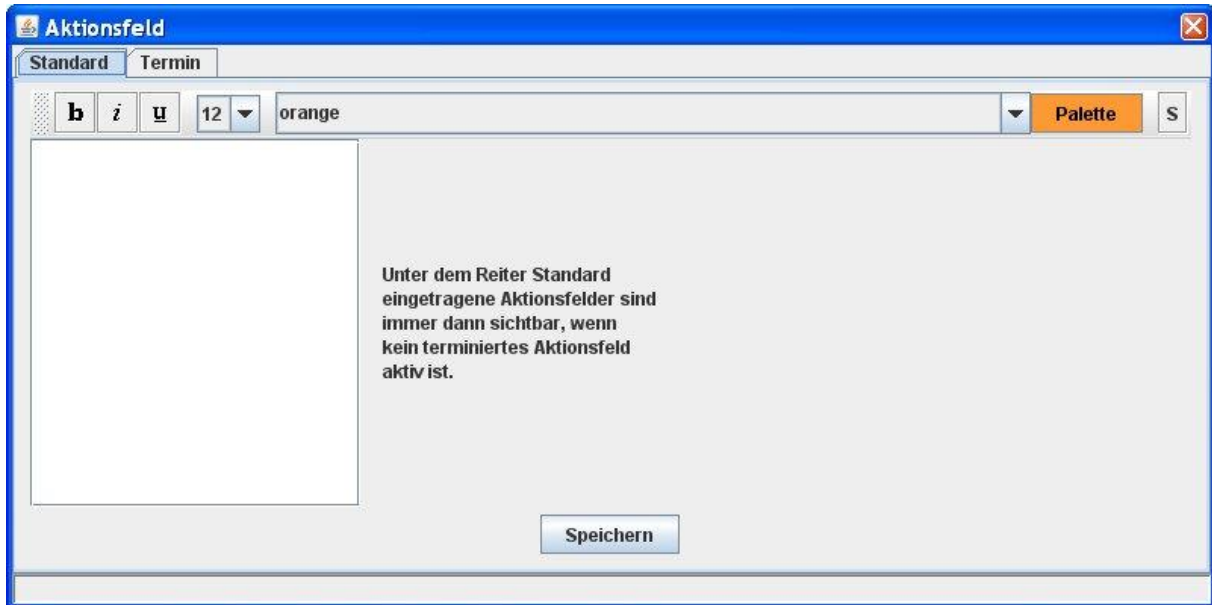 Aktionsfeld
Standard Termin
b i u 12 orange Palette S
Unter dem Reiter Standard
eingetragene Aktionsfelder sind
immer dann sichtbar, wenn
kein terminiertes Aktionsfeld
aktiv ist.
Speichern